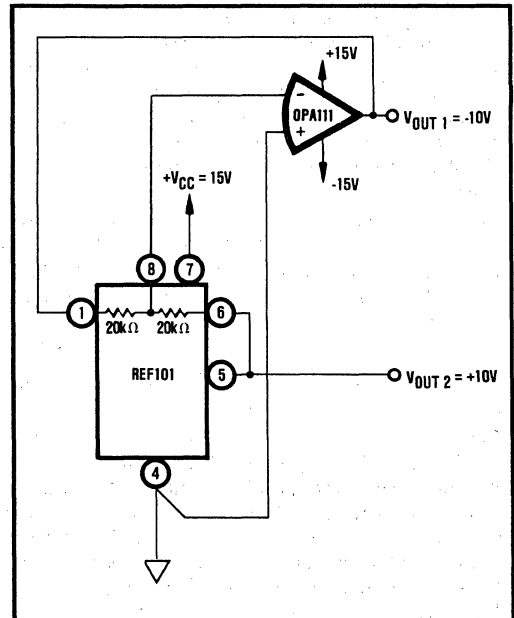 +15V
−
OPA111
+
V_OUT 1 = -10V
-15V
+V_CC = 15V
8
7
1
20kΩ
20kΩ
6
REF101
5
V_OUT 2 = +10V
4